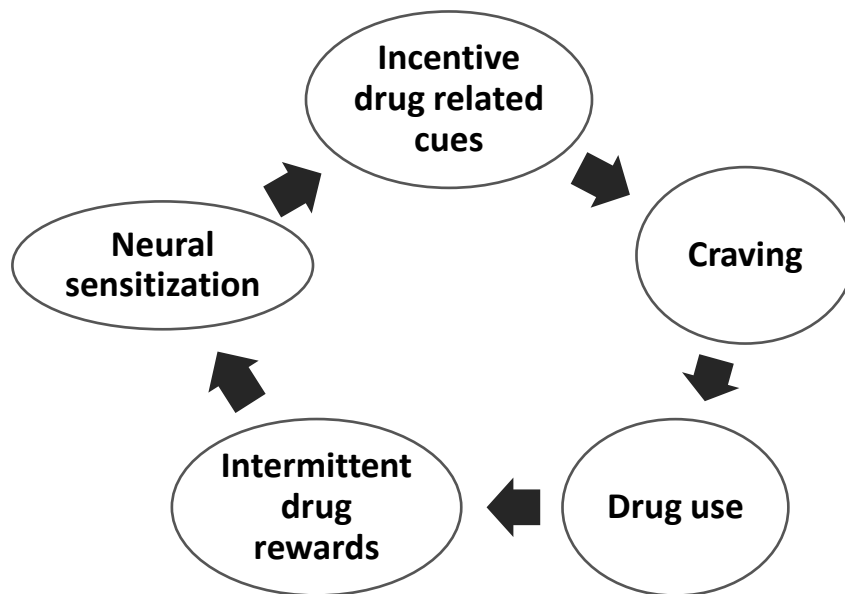 Incentive
drug related
cues
Craving
Drug use
Intermittent
drug
rewards
Neural
sensitization